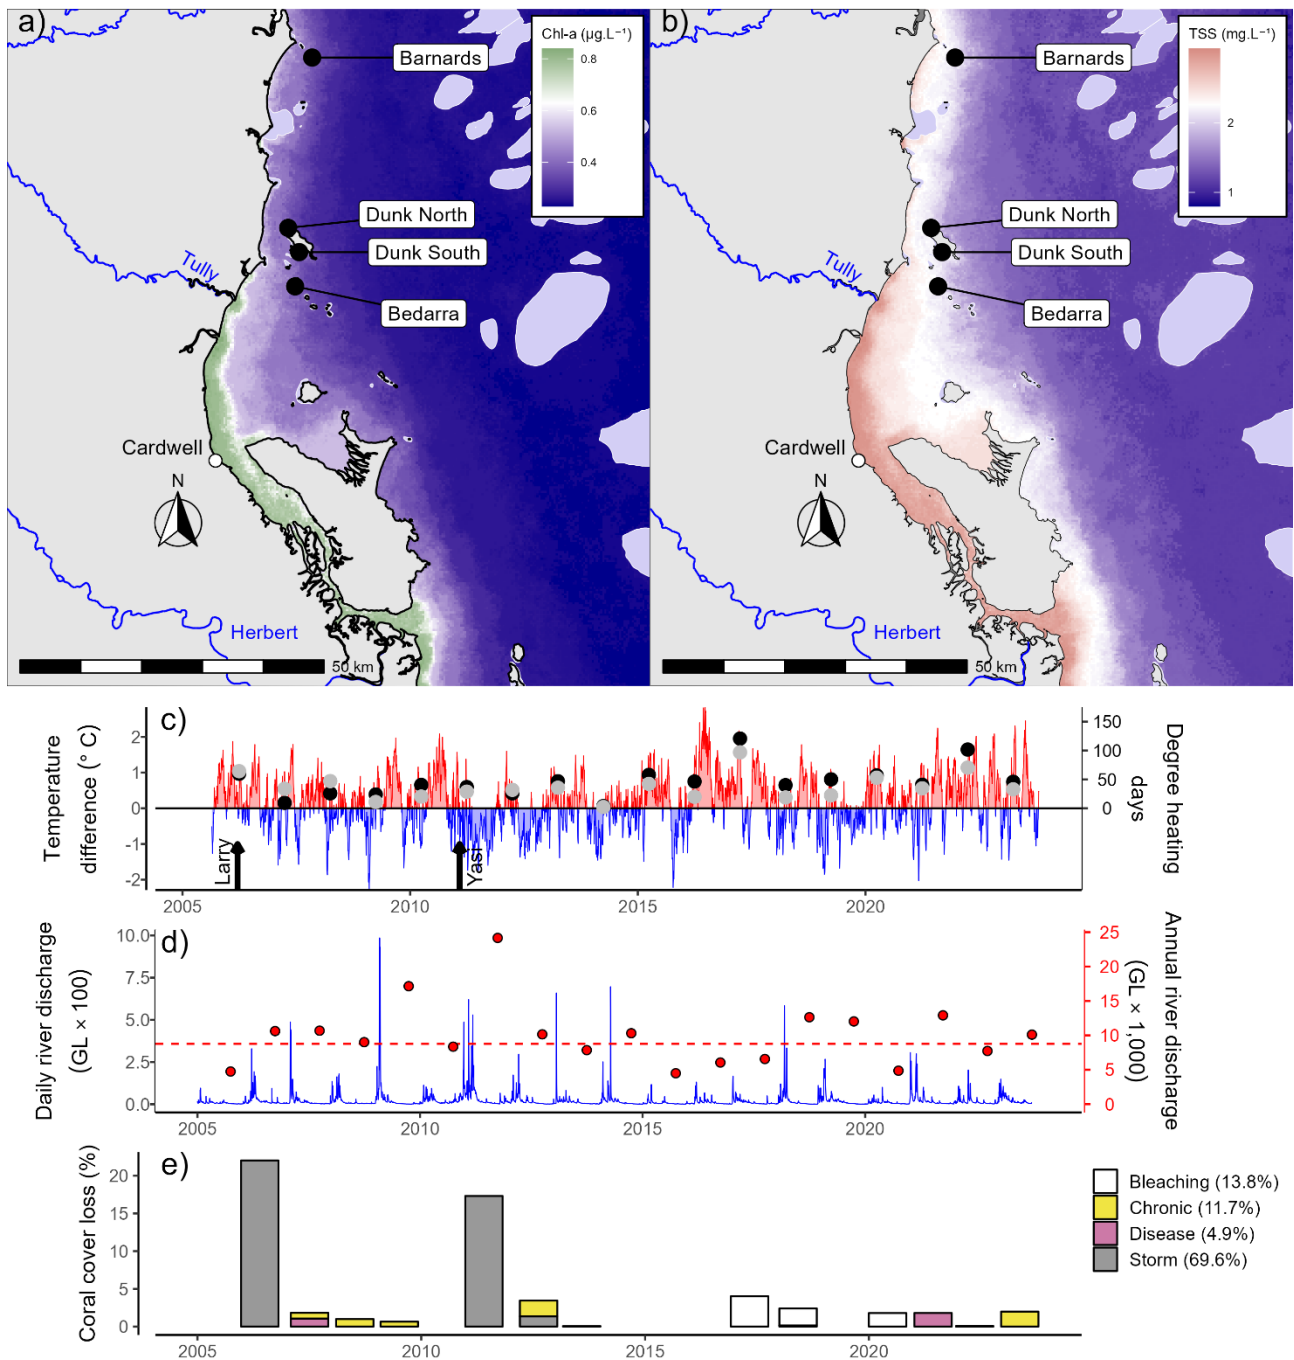 a)
Chl-a (µg.L⁻¹)
0.8
0.6
0.4
Barnards
Dunk North
Dunk South
Bedarra
Tully
Cardwell
N
Herbert
50 km
b)
TSS (mg.L⁻¹)
2
1
Barnards
Dunk North
Dunk South
Bedarra
Tully
Cardwell
N
Herbert
50 km
c)
Temperature
difference (° C)
2
1
0
-1
-2
150
100
50
0
Degree heating
days
Larry
Yasi
2005
2010
2015
2020
d)
Daily river discharge
(GL × 100)
10.0
7.5
5.0
2.5
0.0
25
20
15
10
5
0
Annual river discharge
(GL × 1,000)
2005
2010
2015
2020
e)
Coral cover loss (%)
20
15
10
5
0
2005
2010
2015
2020
Bleaching (13.8%)
Chronic (11.7%)
Disease (4.9%)
Storm (69.6%)